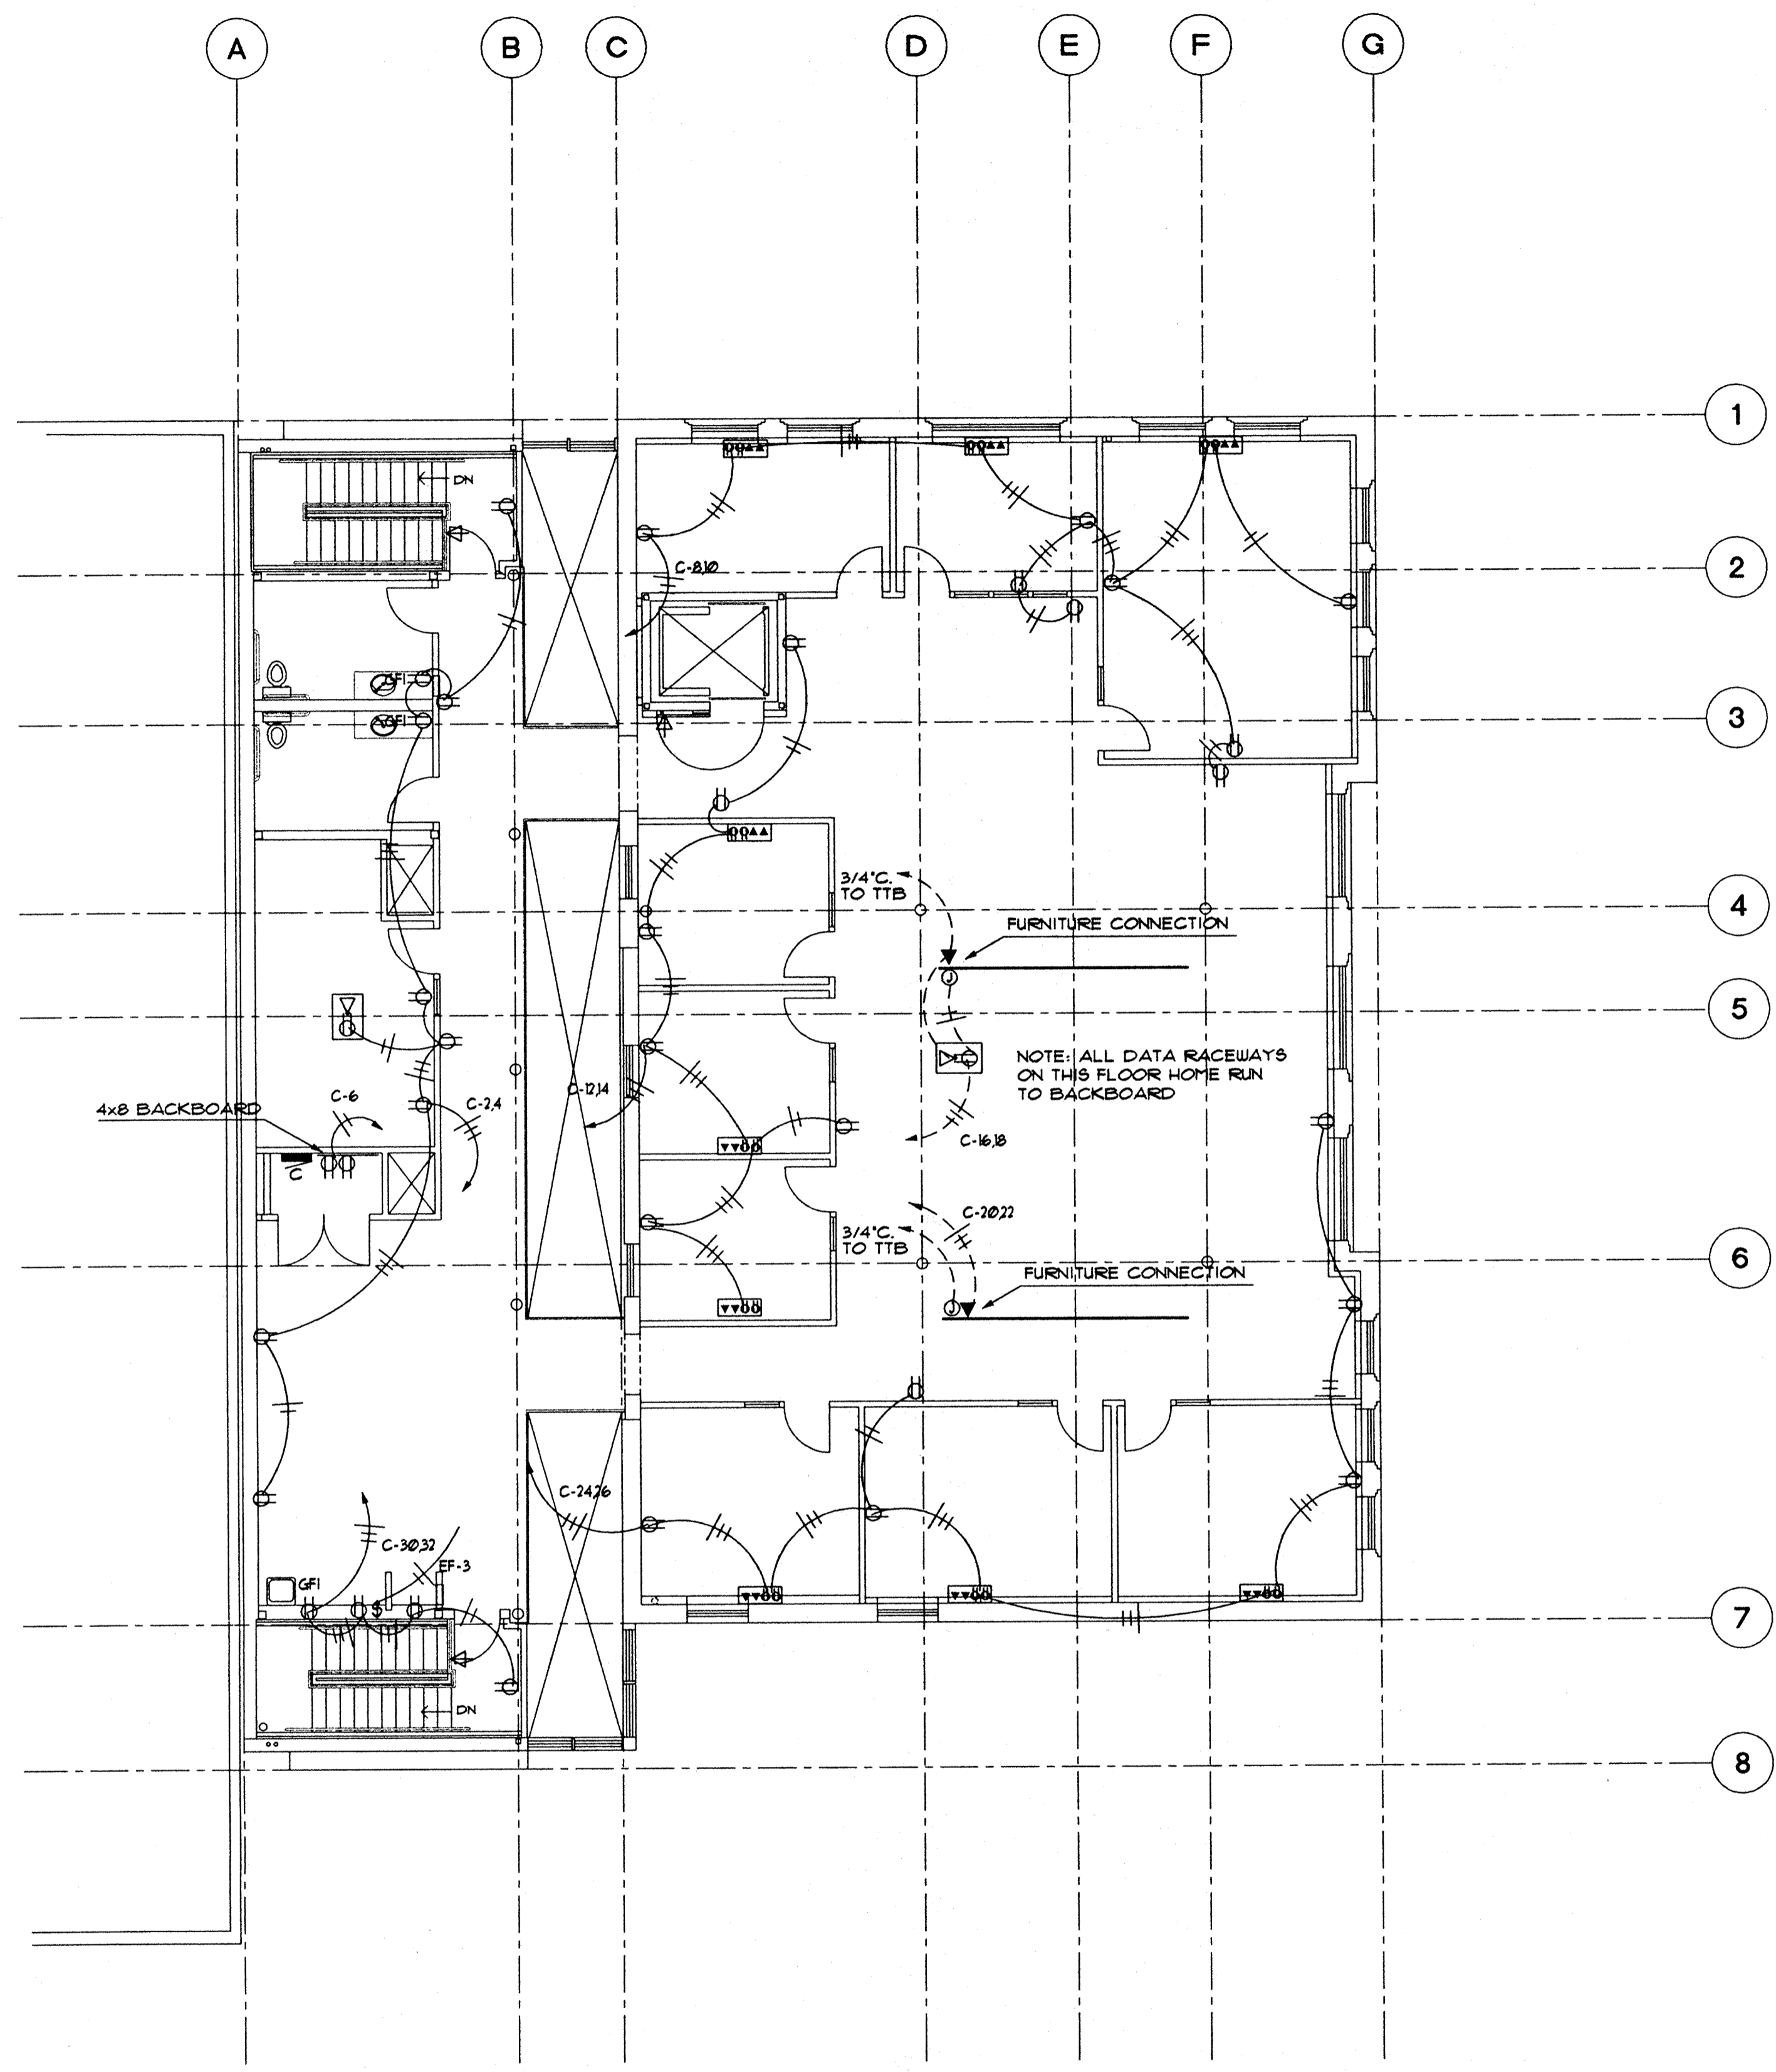 A
B
C
D
E
F
G
1
DN
2
C-8,10
GFI
3
GFI
3/4"C.
TO TTB
4
FURNITURE CONNECTION
5
NOTE: ALL DATA RACEWAYS
ON THIS FLOOR HOME RUN
TO BACKBOARD
J
4x8 BACKBOARD
C-6
C-2,4
C-12,14
C-16,18
C
C-20,22
3/4"C.
TO TTB
6
FURNITURE CONNECTION
J
C-24,26
C-30,32
EF-3
GFI
$
7
DN
8